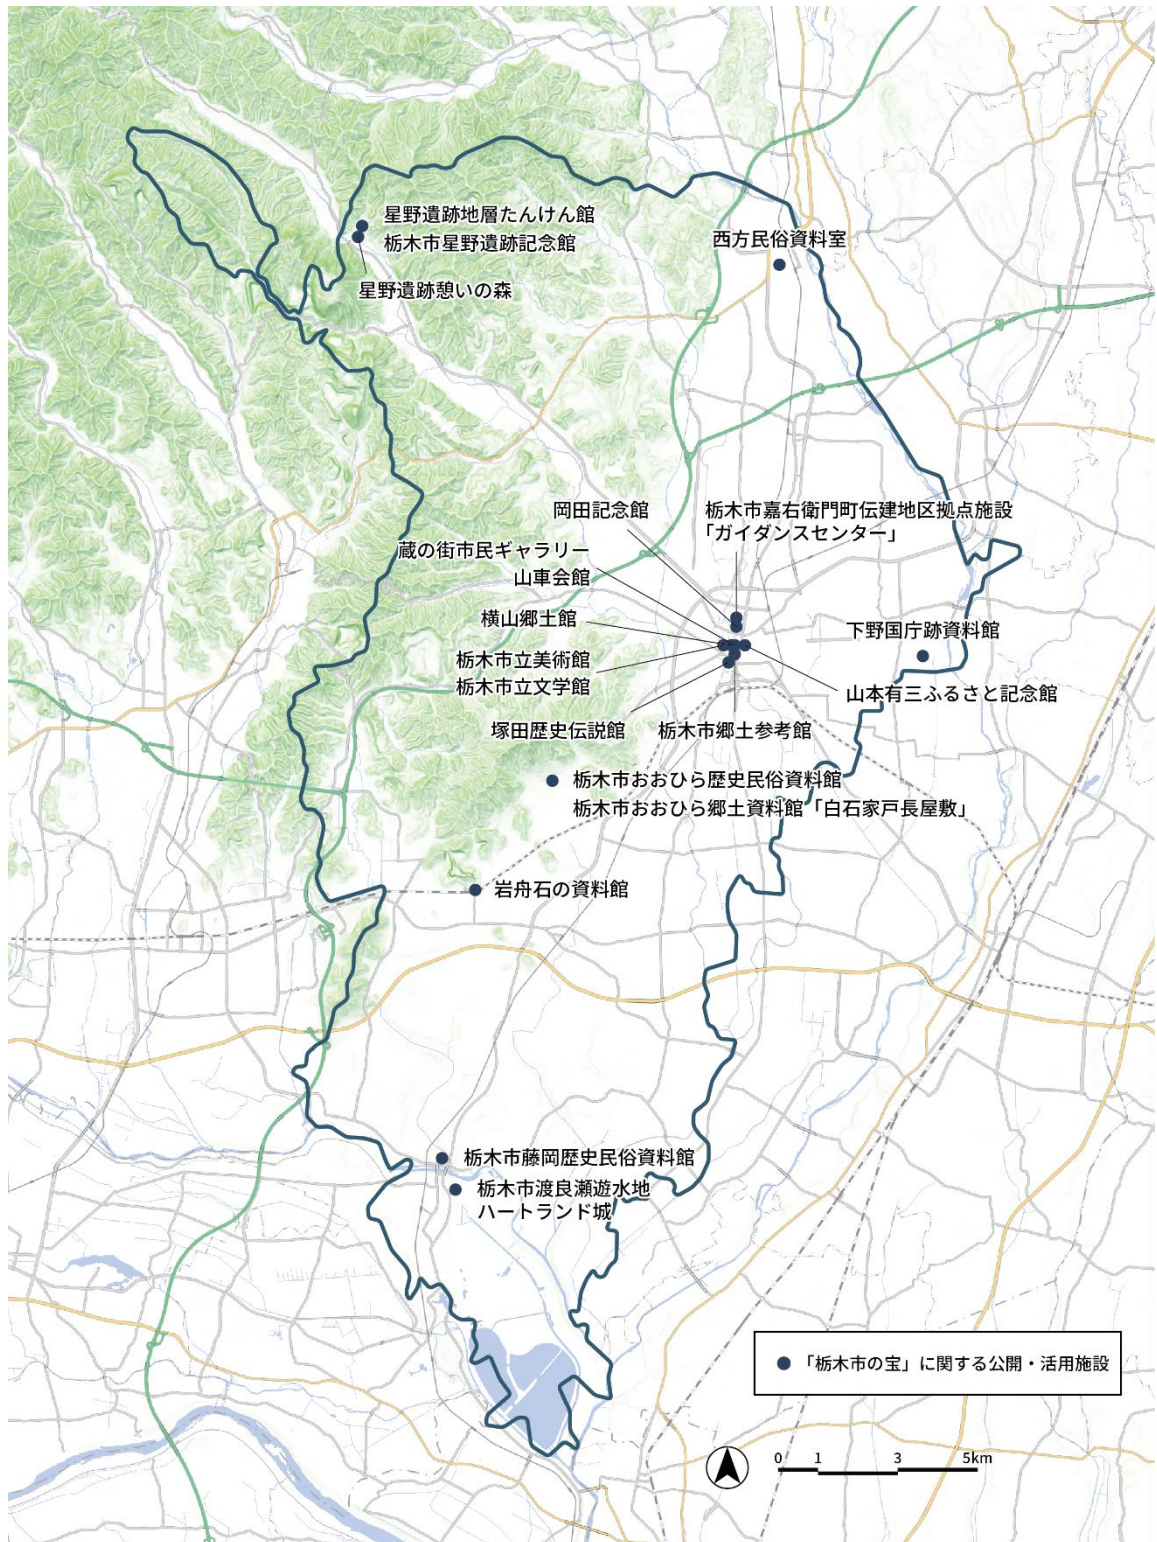 星野遺跡地層たんけん館
栃木市星野遺跡記念館
星野遺跡憩いの森
西方民俗資料室
岡田記念館
栃木市嘉右衛門町伝建地区拠点施設
「ガイダンスセンター」
蔵の街市民ギャラリー
山車会館
横山郷土館
下野国庁跡資料館
栃木市立美術館
栃木市立文学館
山本有三ふるさと記念館
塚田歴史伝説館
栃木市郷土参考館
栃木市おおひら歴史民俗資料館
栃木市おおひら郷土資料館「白石家戸長屋敷」
岩舟石の資料館
栃木市藤岡歴史民俗資料館
栃木市渡良瀬遊水地
ハートランド城
「栃木市の宝」に関する公開・活用施設
0 1 3 5km